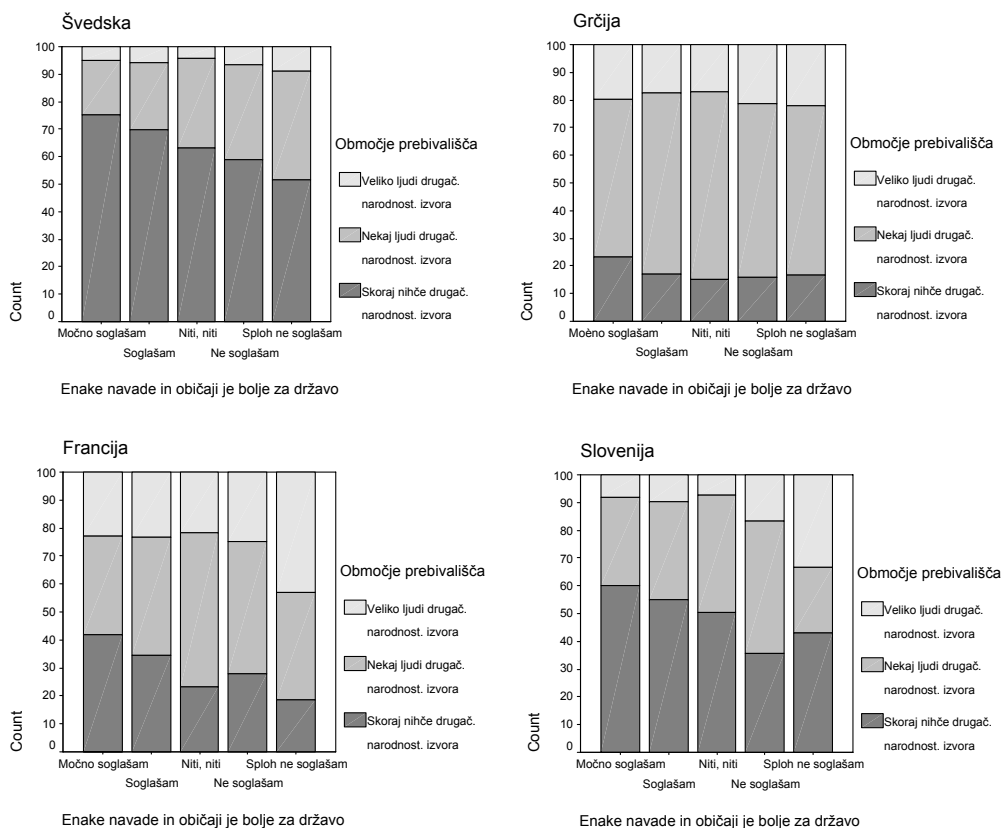 Švedska
100
90
80
70
60
50
40
30
20
10
0
Count
Močno soglašam
Niti, niti
Sploh ne soglašam
Soglašam
Ne soglašam
Enake navade in običaji je bolje za državo
Območje prebivališča
Veliko ljudi drugač.
narodnost. izvora
Nekaj ljudi drugač.
narodnost. izvora
Skoraj nihče drugač.
narodnost. izvora
Grčija
100
90
80
70
60
50
40
30
20
10
0
Count
Moèno soglašam
Niti, niti
Sploh ne soglašam
Soglašam
Ne soglašam
Enake navade in običaji je bolje za državo
Območje prebivališča
Veliko ljudi drugač.
narodnost. izvora
Nekaj ljudi drugač.
narodnost. izvora
Skoraj nihče drugač.
narodnost. izvora
Francija
100
90
80
70
60
50
40
30
20
10
0
Count
Močno soglašam
Niti, niti
Sploh ne soglašam
Soglašam
Ne soglašam
Enake navade in običaji je bolje za državo
Območje prebivališča
Veliko ljudi drugač.
narodnost. izvora
Nekaj ljudi drugač.
narodnost. izvora
Skoraj nihče drugač.
narodnost. izvora
Slovenija
100
90
80
70
60
50
40
30
20
10
0
Count
Močno soglašam
Niti, niti
Sploh ne soglašam
Soglašam
Ne soglašam
Enake navade in običaji je bolje za državo
Območje prebivališča
Veliko ljudi drugač.
narodnost. izvora
Nekaj ljudi drugač.
narodnost. izvora
Skoraj nihče drugač.
narodnost. izvora